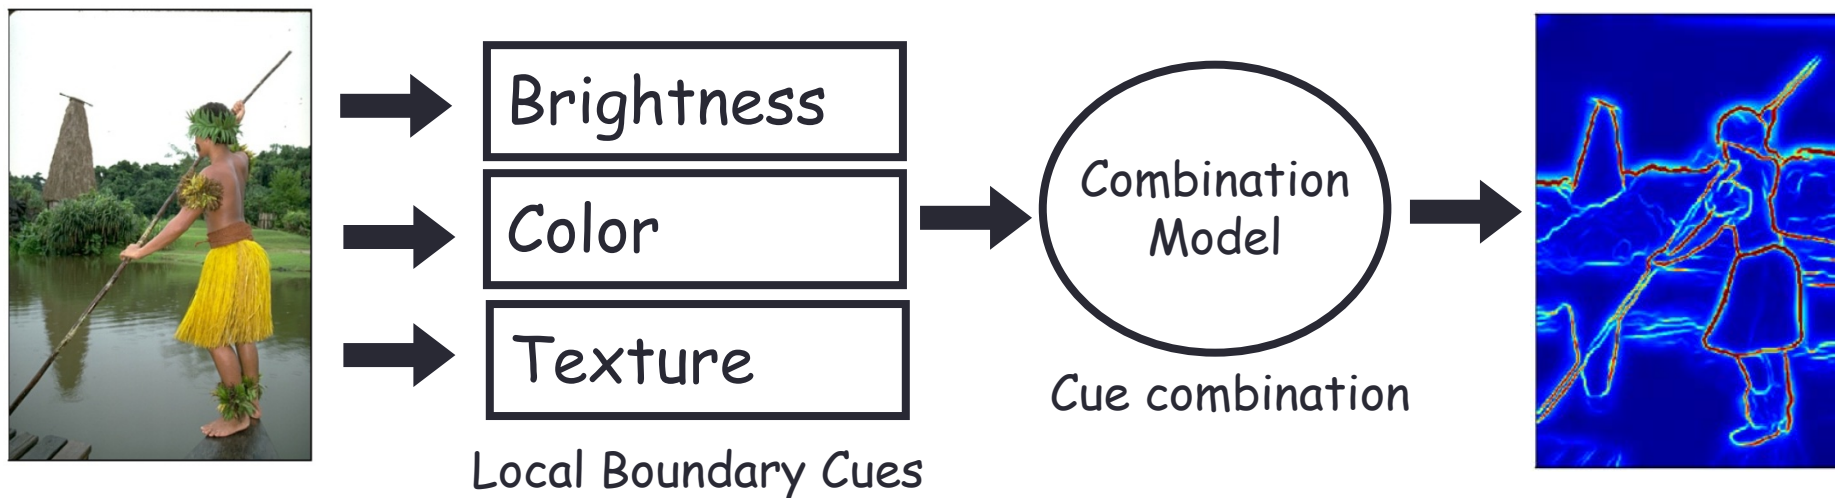 Brightness
Color
Texture
Local Boundary Cues
Combination
Model
Cue combination